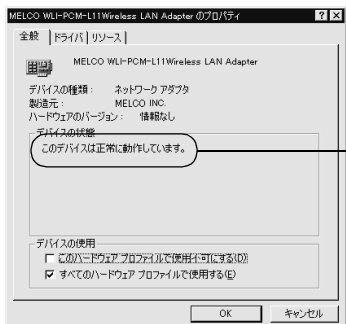 MELCO WLI-PCM-L11Wireless LAN Adapter のプロパティ
全般 ドライバ リソース
MELCO WLI-PCM-L11Wireless LAN Adapter
デバイスの種類： ネットワーク アダプタ
製造元： MELCO INC.
ハードウェアのバージョン： 情報なし
デバイスの状態
このデバイスは正常に動作しています。
デバイスの使用
このハードウェア プロファイルで使用不可にする(D)
すべてのハードウェア プロファイルで使用する(E)
OK キャンセル